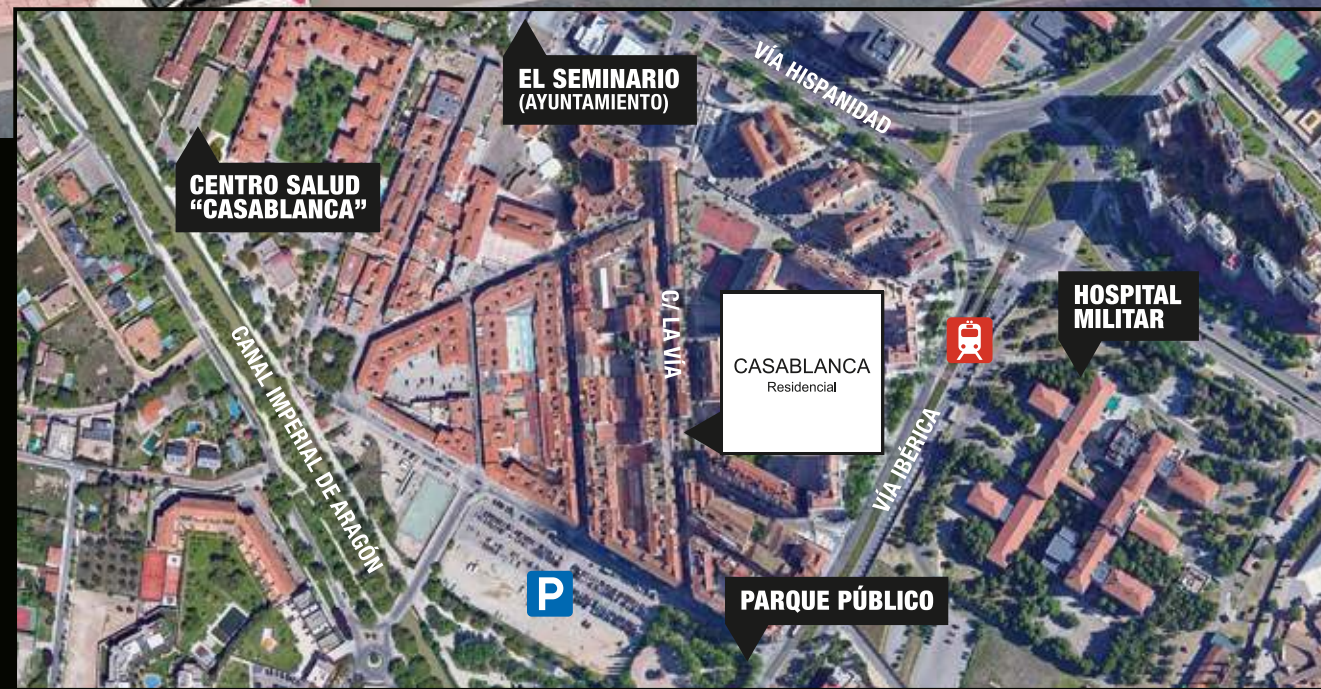 EL SEMINARIO
(AYUNTAMIENTO)
VÍA HISPANIDAD
CENTRO SALUD
“CASABLANCA”
C/ LA VÍA
HOSPITAL
MILITAR
CASABLANCA
Residencial
CANAL IMPERIAL DE ARAGÓN
VÍA IBÉRICA
P
PARQUE PÚBLICO